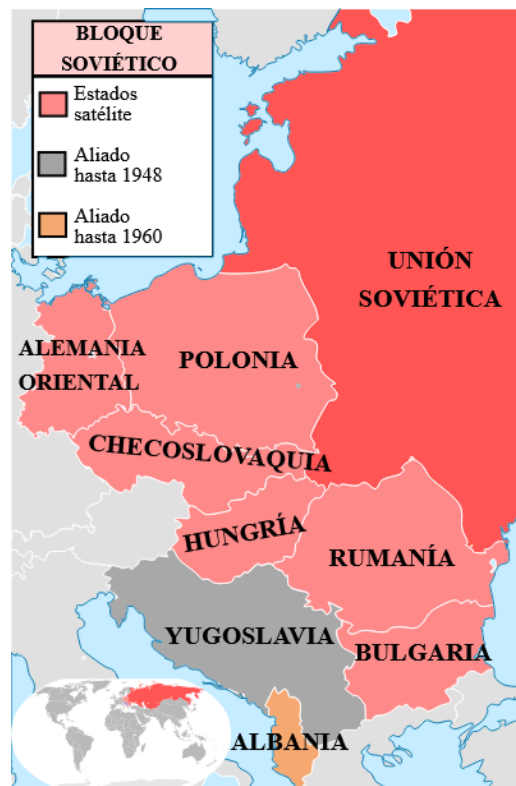 BLOQUE
SOVIÉTICO
Estados
satélite
Aliado
hasta 1948
Aliado
hasta 1960
UNIÓN
SOVIÉTICA
ALEMANIA
ORIENTAL
POLONIA
CHECOSLOVAQUIA
HUNGRÍA
RUMANÍA
YUGOSLAVIA
BULGARIA
ALBANIA